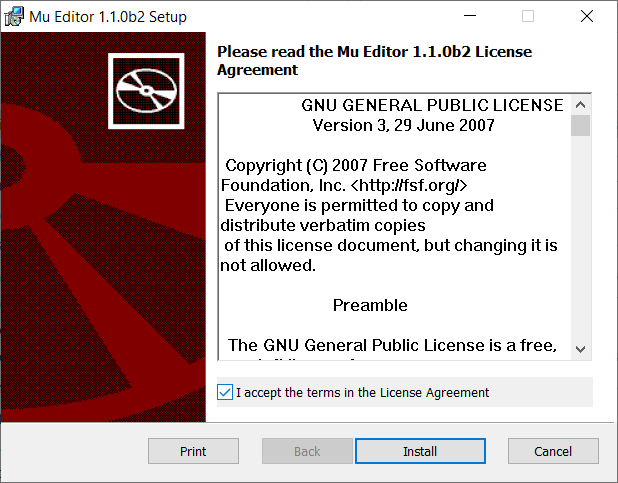 Mu Editor 1.1.0b2 Setup
Please read the Mu Editor 1.1.0b2 License
Agreement
GNU GENERAL PUBLIC LICENSE
Version 3, 29 June 2007
Copyright (C) 2007 Free Software
Foundation, Inc. <http://fsf.org/>
Everyone is permitted to copy and
distribute verbatim copies
of this license document, but changing it is
not allowed.
Preamble
The GNU General Public License is a free,
I accept the terms in the License Agreement
Print
Back
Install
Cancel